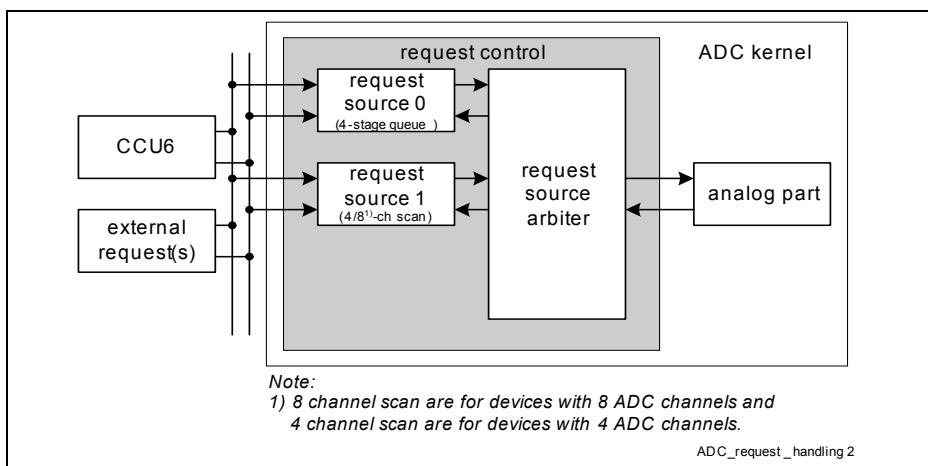 request control
ADC kernel
request
source 0
(4-stage queue )
CCU6
request
source 1
(4/8¹⁾-ch scan)
request
source
arbiter
analog part
external
request(s)
Note:
1) 8 channel scan are for devices with 8 ADC channels and
4 channel scan are for devices with 4 ADC channels.
ADC_request _handling 2